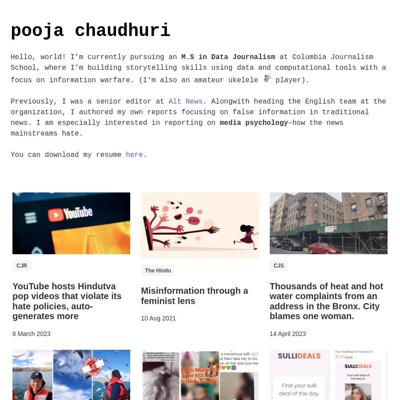 pooja chaudhuri
Hello, world! I’m currently pursuing an M.S in Data Journalism at Columbia Journalism
School, where I’m building storytelling skills using data and computational tools with a
focus on information warfare. (I'm also an amateur ukelele player).
Previously, I was a senior editor at Alt News. Alongwith heading the English team at the
organization, I authored my own reports focusing on false information in traditional
news. I am especially interested in reporting on media psychology–how the news
mainstreams hate.
You can download my resume here.
YouTube
CJR
YouTube hosts Hindutva
pop videos that violate its
hate policies, auto-
generates more
8 March 2023
The Hindu
Misinformation through a
feminist lens
10 Aug 2021
CJS
Thousands of heat and hot
water complaints from an
address in the Bronx. City
blames one woman.
14 April 2023
SULLIDEALS
Find your sulli
deal of the day.
SULLIDEALS